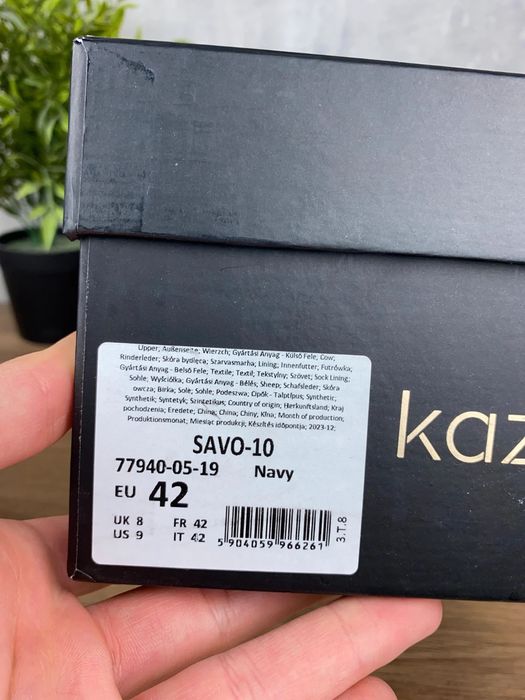 Upper; Außenseite; Wierzch; Gyártási Anyag - Külső Fele, Cow;
Rinderleder; Skóra bydlęca; Szarvasmarha; Lining; Innenfutter; Futrówka;
Gyártási Anyag - Belső Fele, Textile; Textil; Tekstylny; Szövet; Sock Lining;
Sohle; Wyściółka; Gyártási Anyag - Bélés, Sheep; Schafsleder; Skóra
owcza; Birka, Sole; Sohle; Podeszwa; Cipők - Talptípus; Synthetic,
Synthetik; Syntetyk; Szintetikus; Country of origin; Herkunftsland; Kraj
pochodzenia; Eredete; China, China; Chiny, Kína; Month of production;
Produktionsmonat; Miesiąc produkcji; Készítés időpontja; 2023-12;
SAVO-10
77940-05-19 Navy
EU 42
UK 8 FR 42
US 9 IT 42
5 904059 966261
3.T.8
kaz